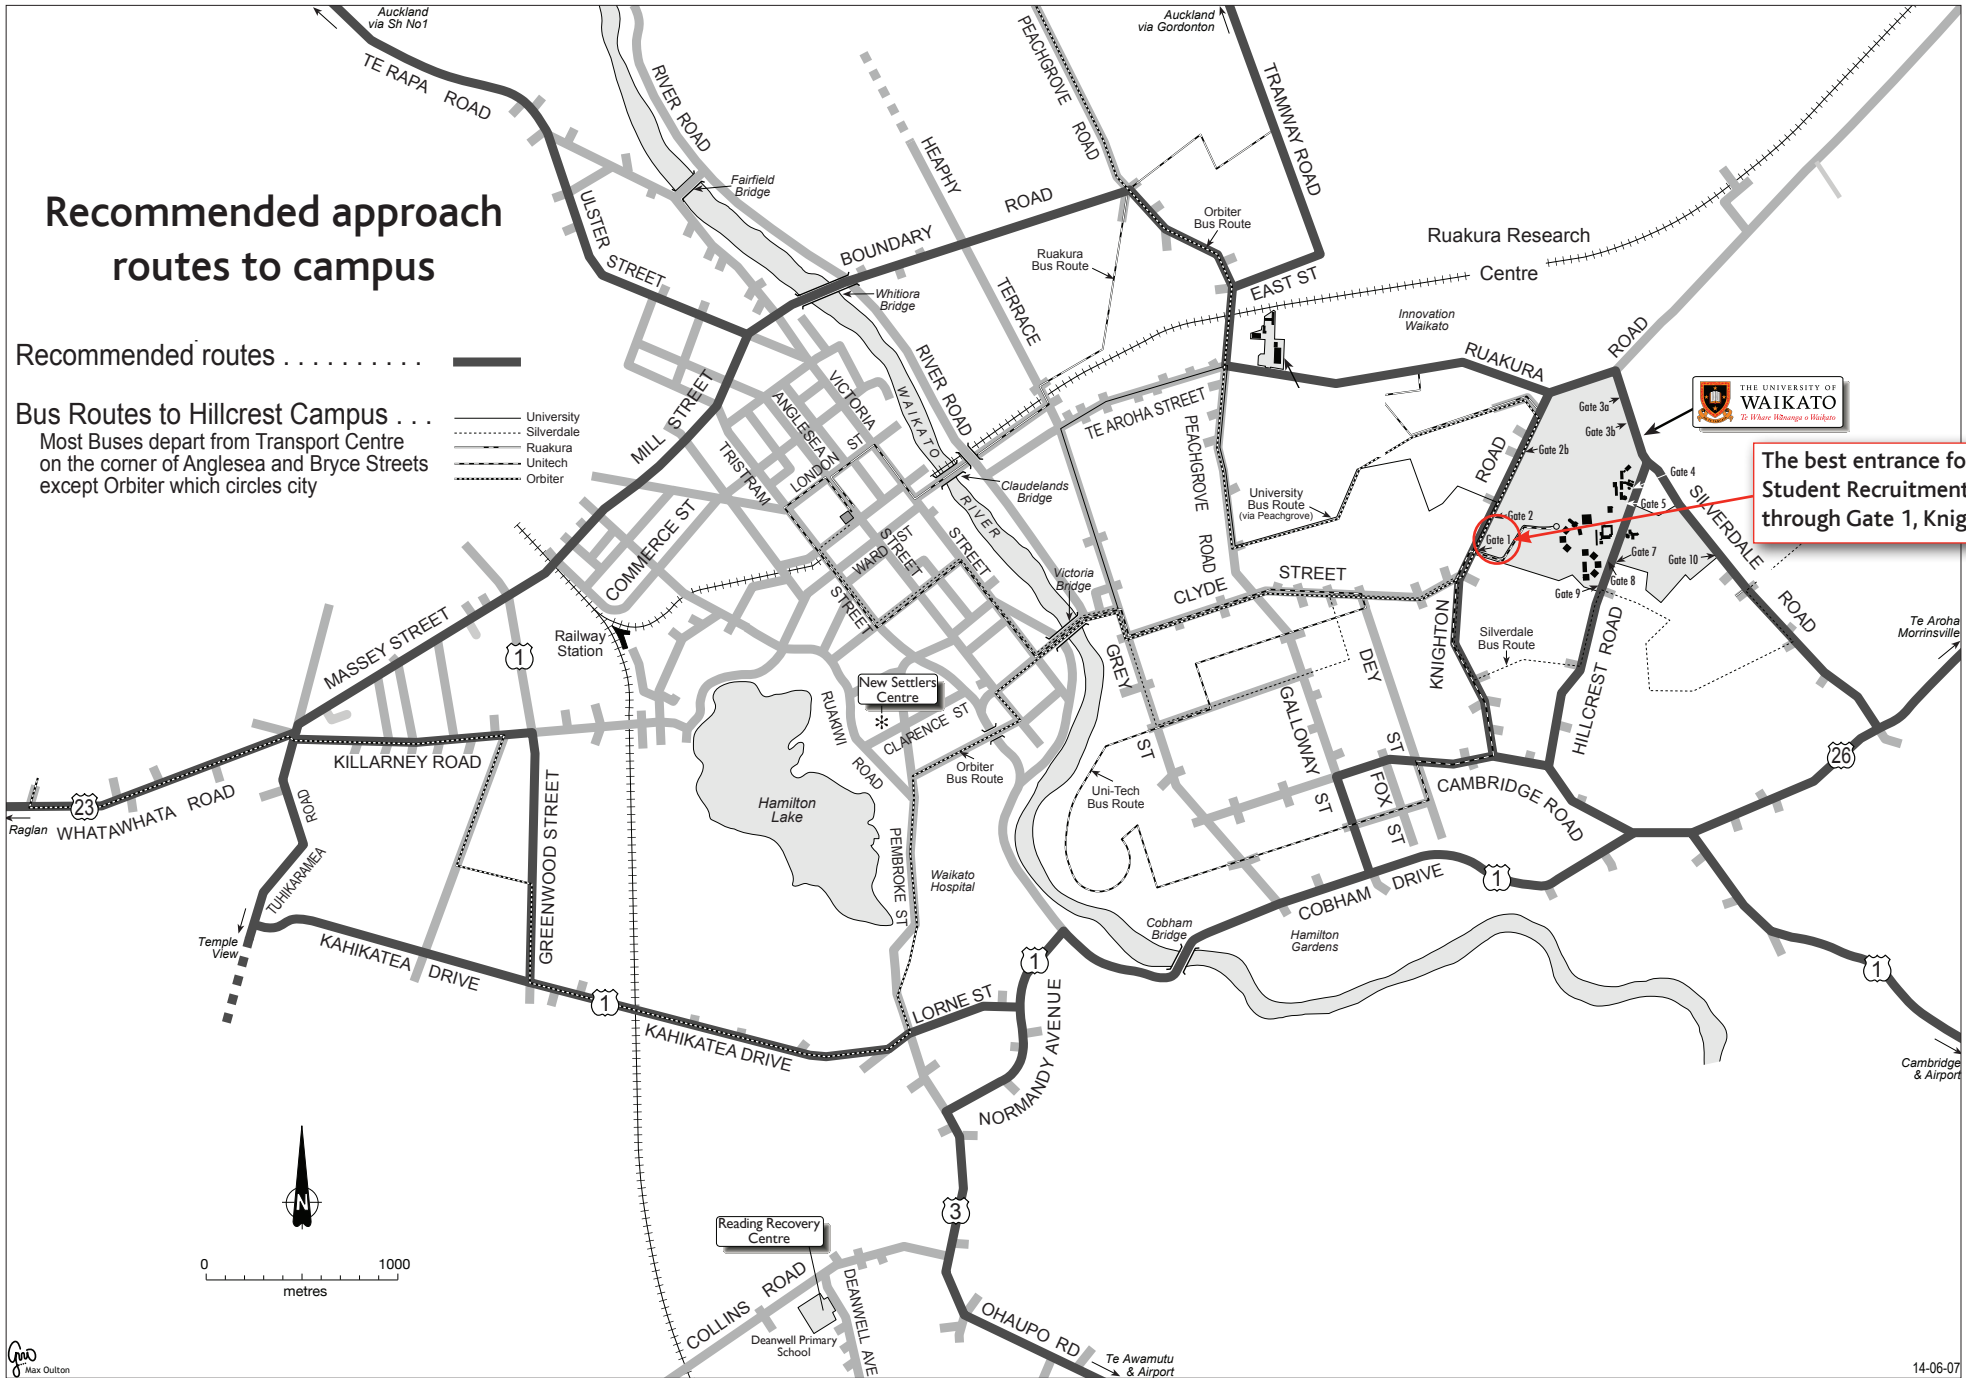 Auckland
via Sh No1
Auckland
via Gordonton
TE RAPA ROAD
RIVER ROAD
PEACHGROVE ROAD
TRAMWAY ROAD
HEAPHY TERRACE
Fairfield
Bridge
Recommended approach
routes to campus
ULSTER STREET
BOUNDARY ROAD
Orbiter
Bus Route
Ruakura
Bus Route
Ruakura Research
Centre
EAST ST
Whitiora
Bridge
Innovation
Waikato
RUAKURA ROAD
Recommended routes . . . . . . . . . .
Bus Routes to Hillcrest Campus . . .
Most Buses depart from Transport Centre
on the corner of Anglesea and Bryce Streets
except Orbiter which circles city
University
Silverdale
Ruakura
Unitech
Orbiter
MILL STREET
VICTORIA ST
ANGLESEA
LONDON
TRISTRAM
WAIKATO
RIVER ROAD
RIVER
Claudelands
Bridge
TE AROHA STREET
PEACHGROVE
ROAD
University
Bus Route
(via Peachgrove)
Gate 3a
Gate 3b
Gate 2b
Gate 4
Gate 5
Gate 2
Gate 1
Gate 7
Gate 10
Gate 8
Gate 9
THE UNIVERSITY OF
WAIKATO
Te Whare Wānanga o Waikato
The best entrance fo
Student Recruitment
through Gate 1, Knig
SILVERDALE ROAD
ROAD
KNIGHTON
HILLCREST ROAD
COMMERCE ST
WARD ST
STREET
STREET
STREET
Victoria
Bridge
CLYDE STREET
Silverdale
Bus Route
Te Aroha
Morrinsville
Railway
Station
MASSEY STREET
1
New Settlers
Centre
*
CLARENCE ST
RUAKIWI
ROAD
GREY
ST
GALLOWAY
ST
DEY
ST
FOX
ST
Orbiter
Bus Route
Uni-Tech
Bus Route
CAMBRIDGE ROAD
26
KILLARNEY ROAD
23
Raglan
WHATAWHATA ROAD
ROAD
TUHIKARAMEA
GREENWOOD STREET
Hamilton
Lake
PEMBROKE ST
Waikato
Hospital
COBHAM DRIVE
1
Cobham
Bridge
Hamilton
Gardens
Temple
View
KAHIKATEA DRIVE
1
KAHIKATEA DRIVE
LORNE ST
1
NORMANDY AVENUE
1
Cambridge
& Airport
N
0
1000
metres
3
Reading Recovery
Centre
COLLINS ROAD
DEANWELL AVE
Deanwell Primary
School
OHAUPO RD
Te Awamutu
& Airport
Max Oulton
14-06-07